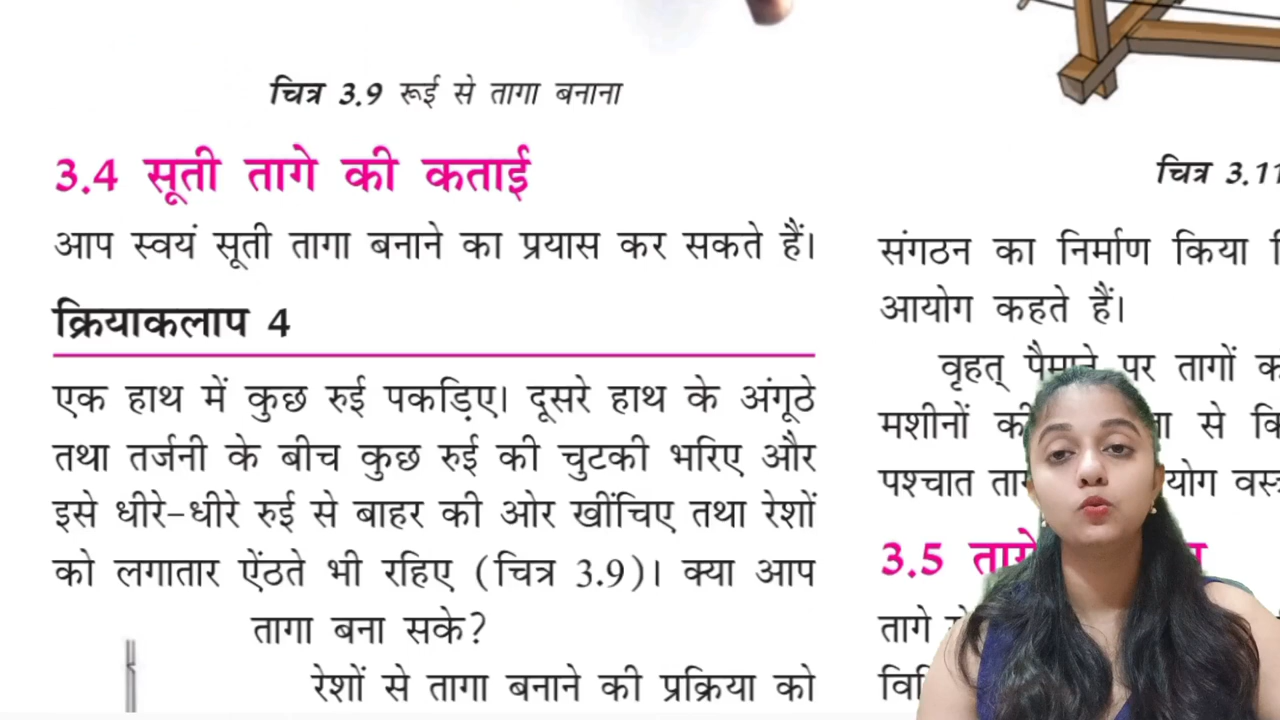 चित्र 3.9 रूई से तागा बनाना
3.4 सूती तागे की कताई
आप स्वयं सूती तागा बनाने का प्रयास कर सकते हैं।
क्रियाकलाप 4
एक हाथ में कुछ रुई पकड़िए। दूसरे हाथ के अंगूठे
तथा तर्जनी के बीच कुछ रुई की चुटकी भरिए और
इसे धीरे-धीरे रुई से बाहर की ओर खींचिए तथा रेशों
को लगातार ऐंठते भी रहिए (चित्र 3.9)। क्या आप
तागा बना सके?
रेशों से तागा बनाने की प्रक्रिया को
चित्र 3.11
संगठन का निर्माण किया
आयोग कहते हैं।
वृहत् पैमाने पर तागों
मशीनों की से
पश्चात
3.5
तागे